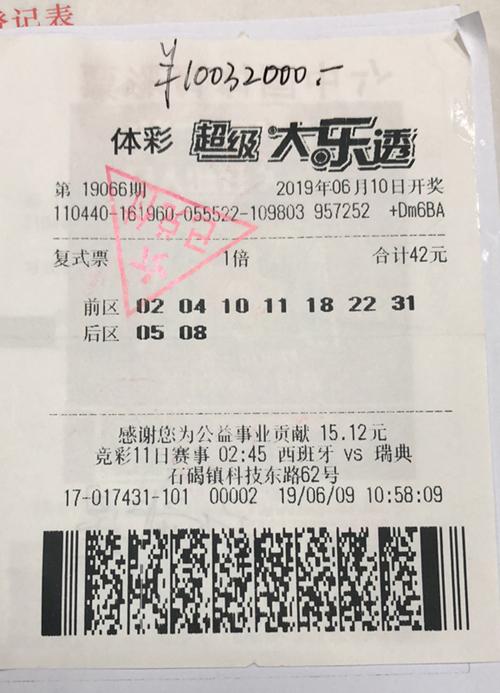 登记表
¥10032000.-
体彩 超级大乐透
第 19066期 2019年06月10日开奖
110440-161960-055522-109803 957252 +Dm6BA
复式票 1倍 合计42元
前区 02 04 10 11 18 22 31
后区 05 08
感谢您为公益事业贡献 15.12元
竞彩11日赛事 02:45 西班牙 vs 瑞典
石碣镇科技东路62号
17-017431-101 00002 19/06/09 10:58:09